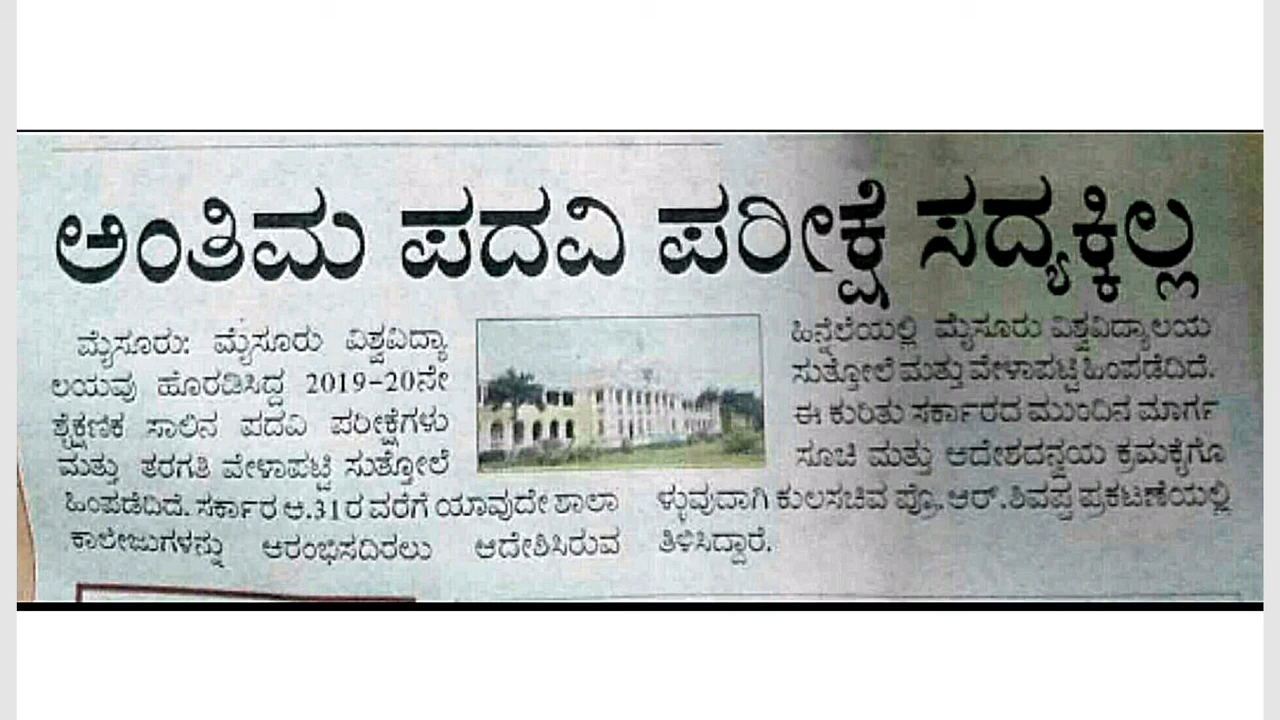 ಅಂತಿಮ ಪದವಿ ಪರೀಕ್ಷೆ ಸದ್ಯಕ್ಕಿಲ್ಲ
ಮೈಸೂರು: ಮೈಸೂರು ವಿಶ್ವವಿದ್ಯಾ
ಲಯವು ಹೊರಡಿಸಿದ್ದ 2019-20ನೇ
ಶೈಕ್ಷಣಿಕ ಸಾಲಿನ ಪದವಿ ಪರೀಕ್ಷೆಗಳು
ಮತ್ತು ತರಗತಿ ವೇಳಾಪಟ್ಟಿ ಸುತ್ತೋಲೆ
ಹಿಂಪಡೆದಿದೆ. ಸರ್ಕಾರ ಆ.31ರ ವರೆಗೆ ಯಾವುದೇ ಶಾಲಾ
ಕಾಲೇಜುಗಳನ್ನು ಆರಂಭಿಸದಿರಲು ಆದೇಶಿಸಿರುವ
ಹಿನ್ನೆಲೆಯಲ್ಲಿ ಮೈಸೂರು ವಿಶ್ವವಿದ್ಯಾಲಯ
ಸುತ್ತೋಲೆ ಮತ್ತು ವೇಳಾಪಟ್ಟಿ ಹಿಂಪಡೆದಿದೆ.
ಈ ಕುರಿತು ಸರ್ಕಾರದ ಮುಂದಿನ ಮಾರ್ಗ
ಸೂಚಿ ಮತ್ತು ಆದೇಶದನ್ವಯ ಕ್ರಮಕೈಗೊ
ಳ್ಳುವುದಾಗಿ ಕುಲಸಚಿವ ಪ್ರೊ. ಆರ್.ಶಿವಪ್ಪ ಪ್ರಕಟಣೆಯಲ್ಲಿ
ತಿಳಿಸಿದ್ದಾರೆ.